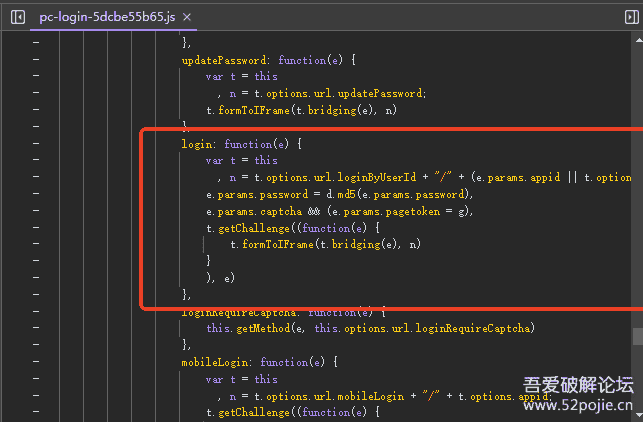 pc-login-5dcbe55b65.js ×
},
updatePassword: function(e) {
var t = this
, n = t.options.url.updatePassword;
t.formToIFrame(t.bridging(e), n)
},
login: function(e) {
var t = this
, n = t.options.url.loginByUserId + "/" + (e.params.appid || t.option
e.params.password = d.md5(e.params.password),
e.params.captcha && (e.params.pagetoken = g),
t.getChallenge((function(e) {
t.formToIFrame(t.bridging(e), n)
}
), e)
},
loginRequireCaptcha: function(e) {
this.getMethod(e, this.options.url.loginRequireCaptcha)
},
mobileLogin: function(e) {
var t = this
, n = t.options.url.mobileLogin + "/" + t.options.appid;
t.getChallenge((function(e) {
吾爱破解论坛
www.52pojie.cn